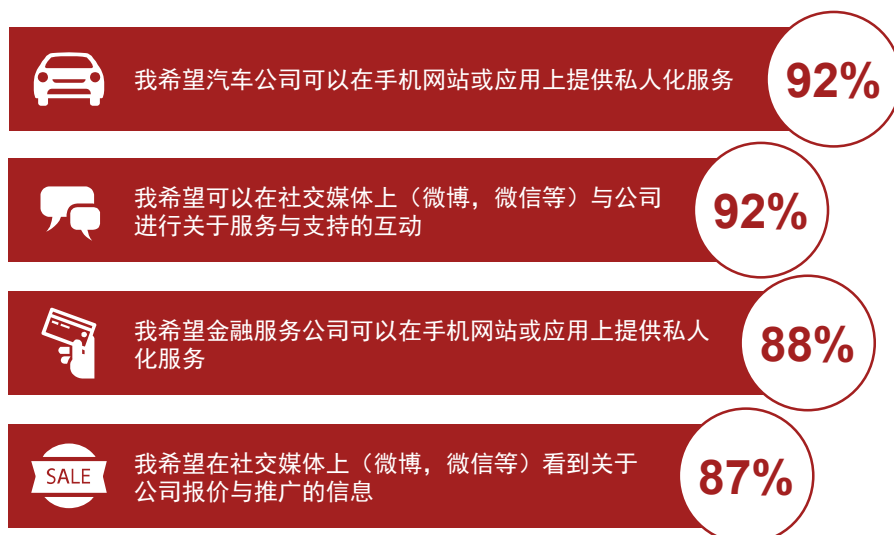 我希望汽车公司可以在手机网站或应用上提供私人化服务
92%
我希望可以在社交媒体上（微博，微信等）与公司
进行关于服务与支持的互动
92%
我希望金融服务公司可以在手机网站或应用上提供私人
化服务
88%
SALE
我希望在社交媒体上（微博，微信等）看到关于
公司报价与推广的信息
87%